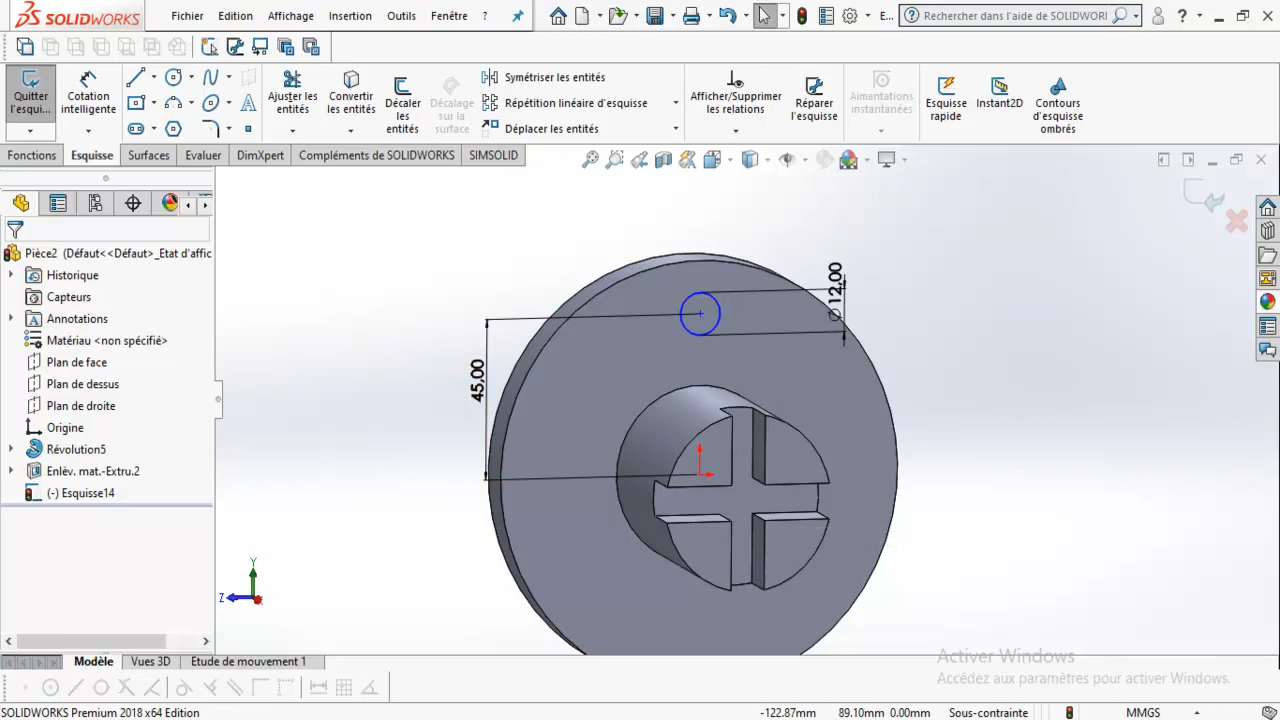 SOLIDWORKS
Fichier
Edition
Affichage
Insertion
Outils
Fenêtre
?
E...
Rechercher dans l'aide de SOLIDWORI
?
Quitter l'esqui...
Cotation intelligente
Ajuster les entités
Convertir les entités
Décaler les entités
Décalage sur la surface
Symétriser les entités
Répétition linéaire d'esquisse
Déplacer les entités
Afficher/Supprimer les relations
Réparer l'esquisse
Aimantations instantanées
Esquisse rapide
Instant2D
Contours d'esquisse ombrés
Fonctions
Esquisse
Surfaces
Evaluer
DimXpert
Compléments de SOLIDWORKS
SIMSOLID
Pièce2 (Défaut<<Défaut>_Etat d'affic
Historique
Capteurs
Annotations
Matériau <non spécifié>
Plan de face
Plan de dessus
Plan de droite
Origine
Révolution5
Enlèv. mat.-Extru.2
(-) Esquisse14
∅12,00
45,00
Y
Z
Modèle
Vues 3D
Etude de mouvement 1
Activer Windows
Accédez aux paramètres pour activer Windows.
SOLIDWORKS Premium 2018 x64 Edition
-122.87mm
89.10mm 0.00mm
Sous-contrainte
MMGS